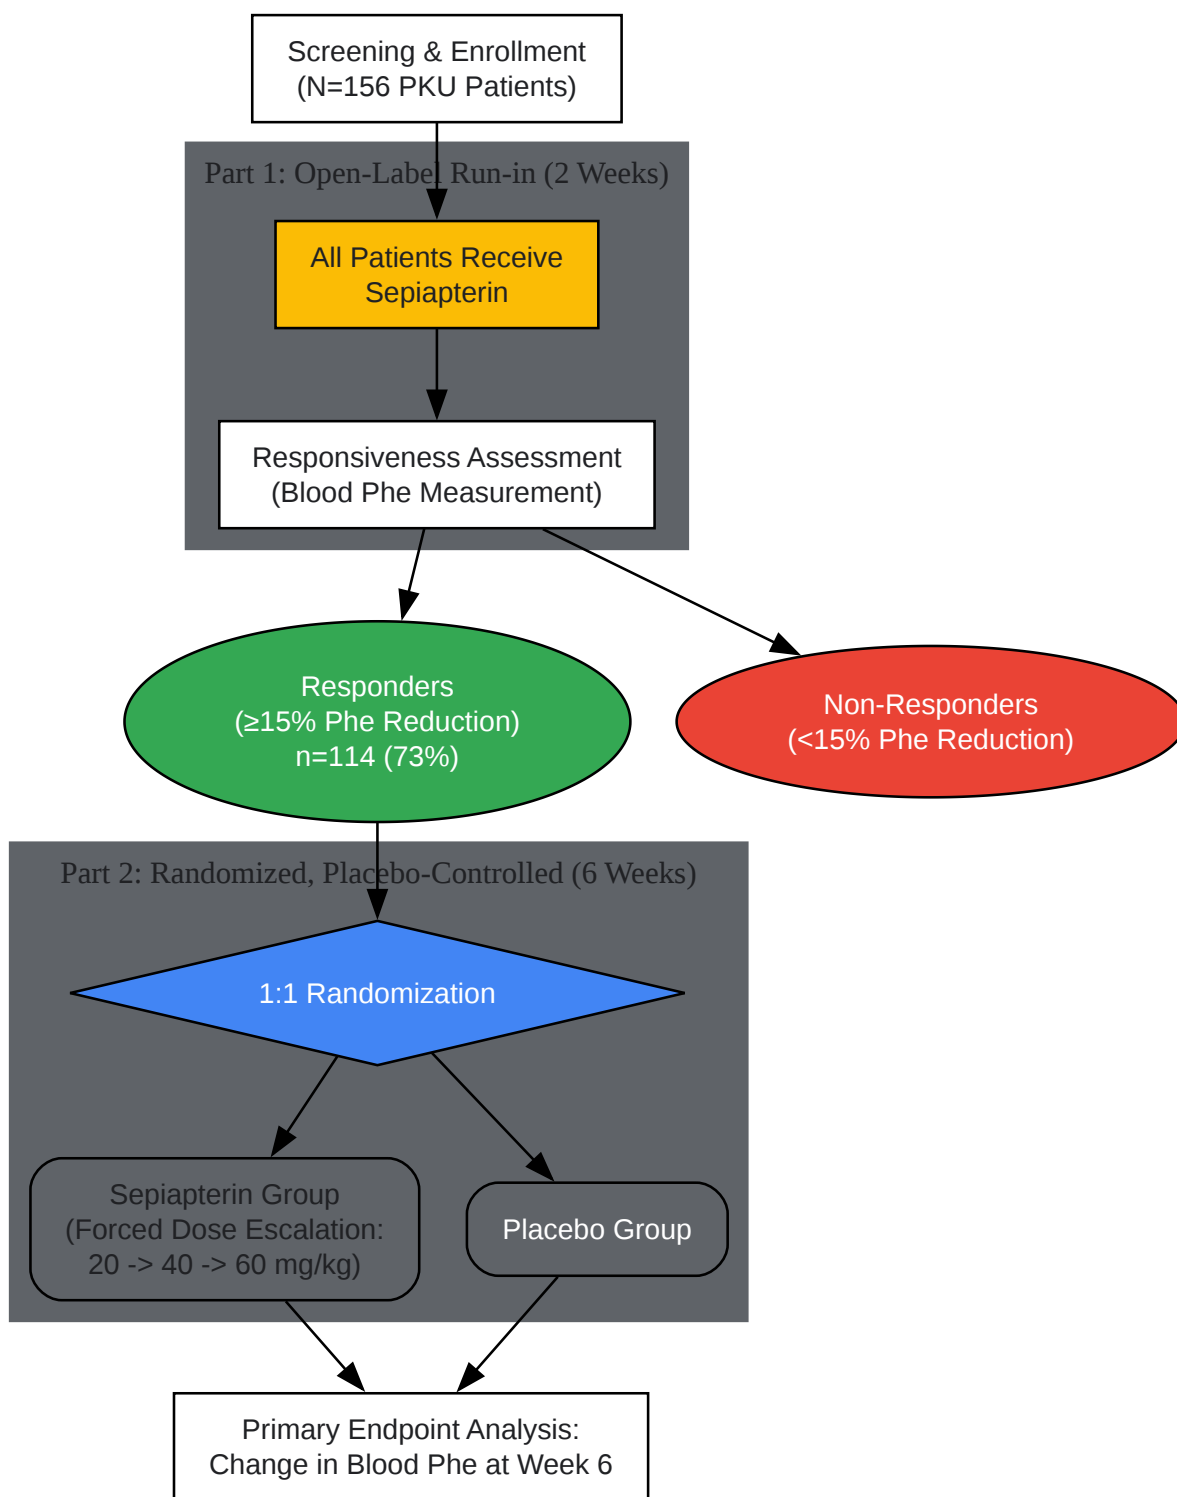 Screening & Enrollment
(N=156 PKU Patients)
Part 1: Open-Label Run-in (2 Weeks)
All Patients Receive
Sepiapterin
Responsiveness Assessment
(Blood Phe Measurement)
Responders
(≥15% Phe Reduction)
n=114 (73%)
Non-Responders
(<15% Phe Reduction)
Part 2: Randomized, Placebo-Controlled (6 Weeks)
1:1 Randomization
Sepiapterin Group
(Forced Dose Escalation:
20 -> 40 -> 60 mg/kg)
Placebo Group
Primary Endpoint Analysis:
Change in Blood Phe at Week 6